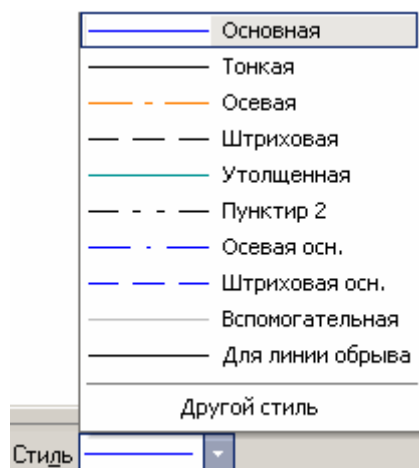 Основная
Тонкая
Осевая
Штриховая
Утолщенная
Пунктир 2
Осевая осн.
Штриховая осн.
Вспомогательная
Для линии обрыва
Другой стиль
Стиль